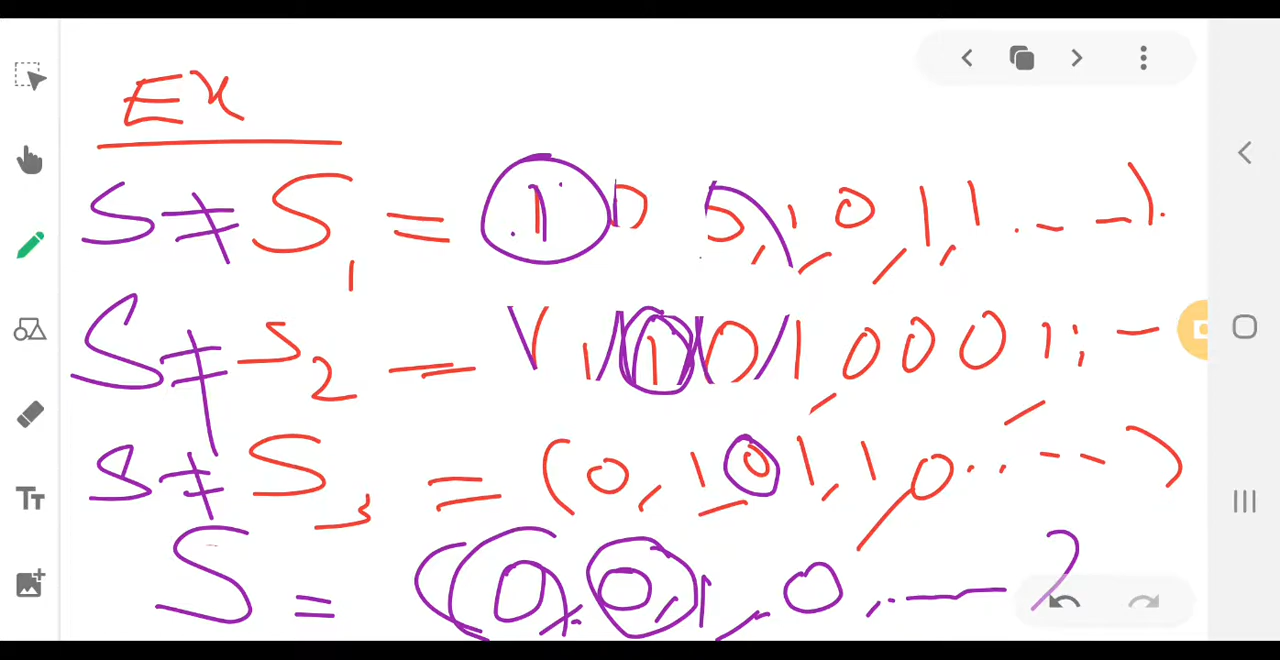 Ex
S ≠ S₁ = 1 0 , 1, 0, 1, 1, . . - - ).
S ≠ S₂ = 1, 1 0 1, 0 0 0 1, ; -
S ≠ S₃ = (0, 1, 0 1, 1, 0 . . . - - )
S = (0, 0, 1, 0, . - - )
Tт